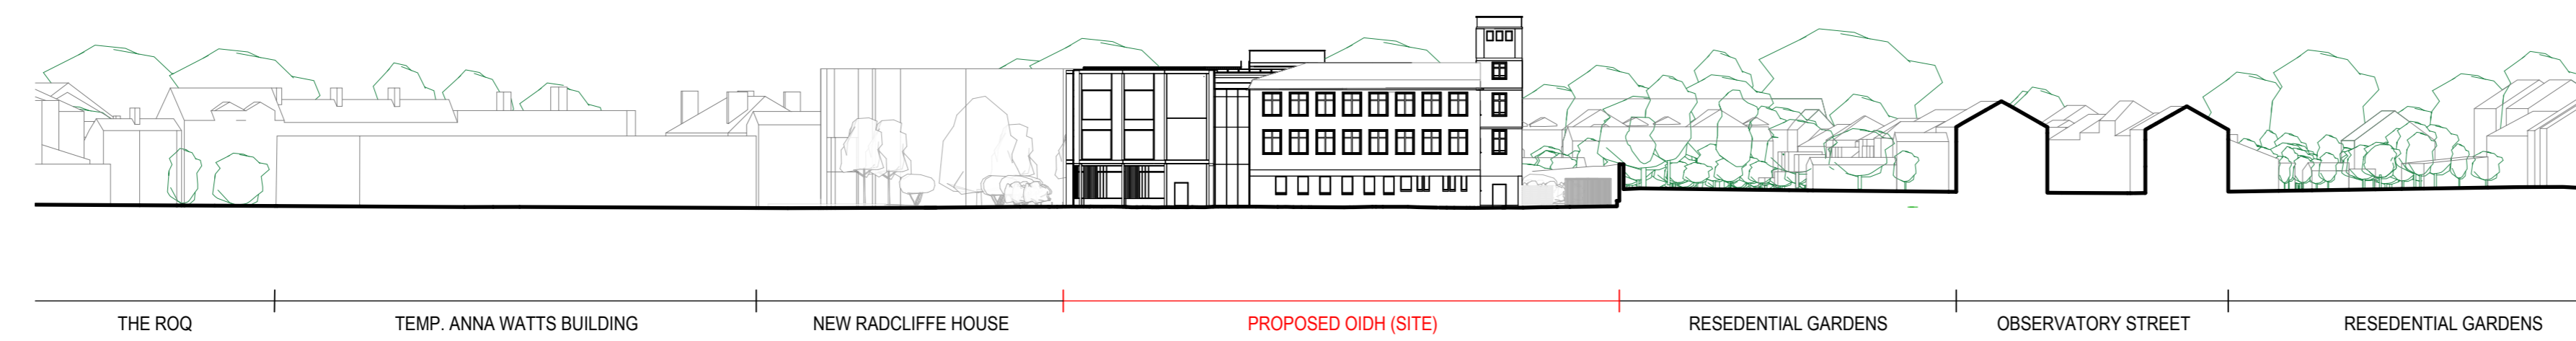 THE ROQ
TEMP. ANNA WATTS BUILDING
NEW RADCLIFFE HOUSE
PROPOSED OIDH (SITE)
RESEDENTIAL GARDENS
OBSERVATORY STREET
RESEDENTIAL GARDENS